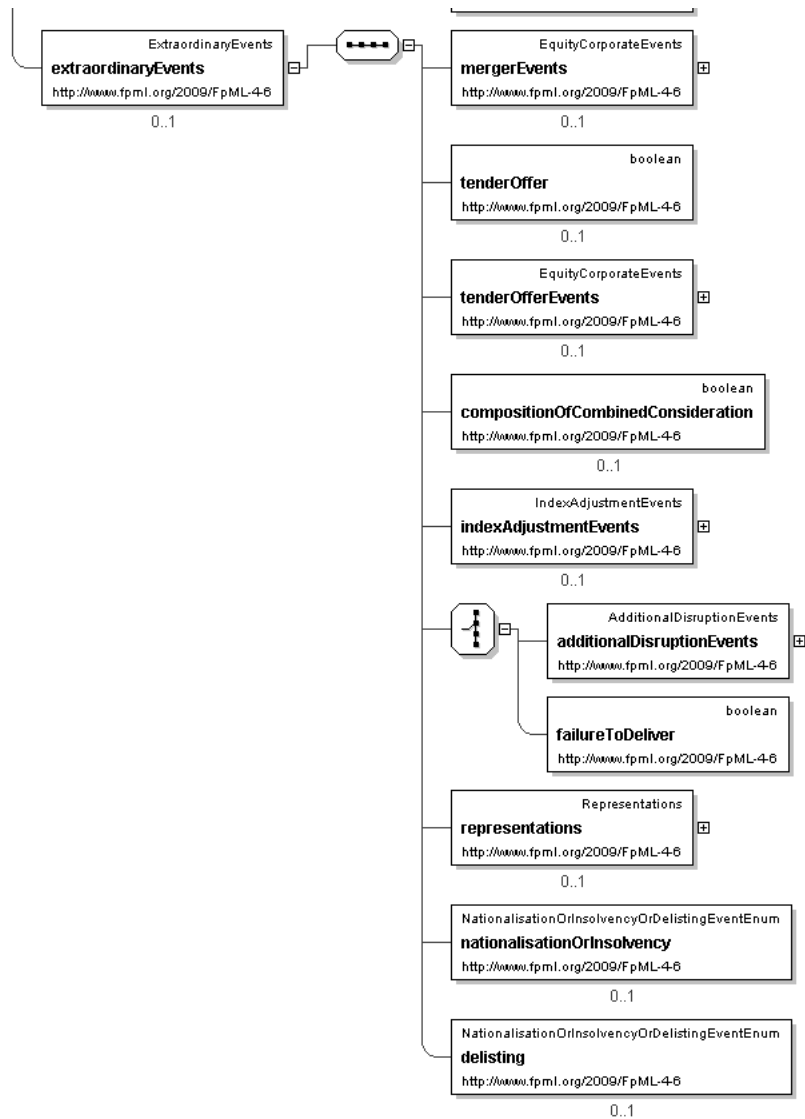 ExtraordinaryEvents
extraordinaryEvents
http://www.fpml.org/2009/FpML-4-6
0..1
EquityCorporateEvents
mergerEvents
http://www.fpml.org/2009/FpML-4-6
0..1
boolean
tenderOffer
http://www.fpml.org/2009/FpML-4-6
0..1
EquityCorporateEvents
tenderOfferEvents
http://www.fpml.org/2009/FpML-4-6
0..1
boolean
compositionOfCombinedConsideration
http://www.fpml.org/2009/FpML-4-6
0..1
IndexAdjustmentEvents
indexAdjustmentEvents
http://www.fpml.org/2009/FpML-4-6
0..1
AdditionalDisruptionEvents
additionalDisruptionEvents
http://www.fpml.org/2009/FpML-4-6
boolean
failureToDeliver
http://www.fpml.org/2009/FpML-4-6
Representations
representations
http://www.fpml.org/2009/FpML-4-6
0..1
NationalisationOrInsolvencyOrDelistingEventEnum
nationalisationOrInsolvency
http://www.fpml.org/2009/FpML-4-6
0..1
NationalisationOrInsolvencyOrDelistingEventEnum
delisting
http://www.fpml.org/2009/FpML-4-6
0..1